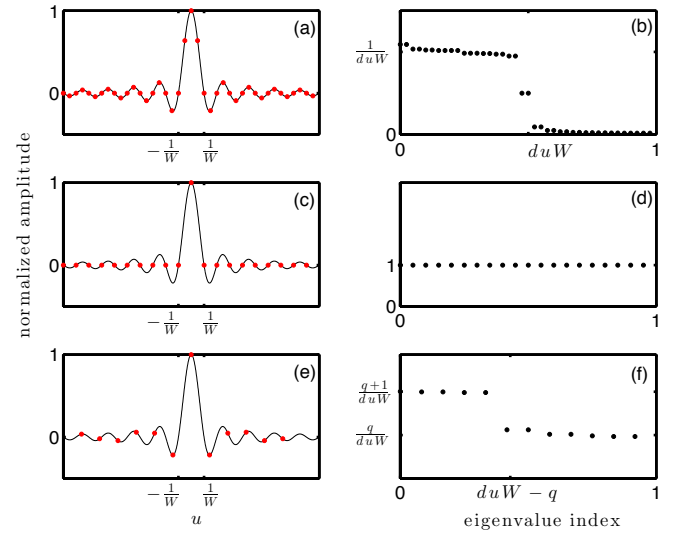 normalized amplitude
1
0
(a)
−1/W 1/W
1/duW
0
(b)
0 duW 1
1
0
(c)
−1/W 1/W
1
0
(d)
0 1
1
0
(e)
−1/W 1/W
u
q+1/duW
q/duW
(f)
0 duW − q 1
eigenvalue index